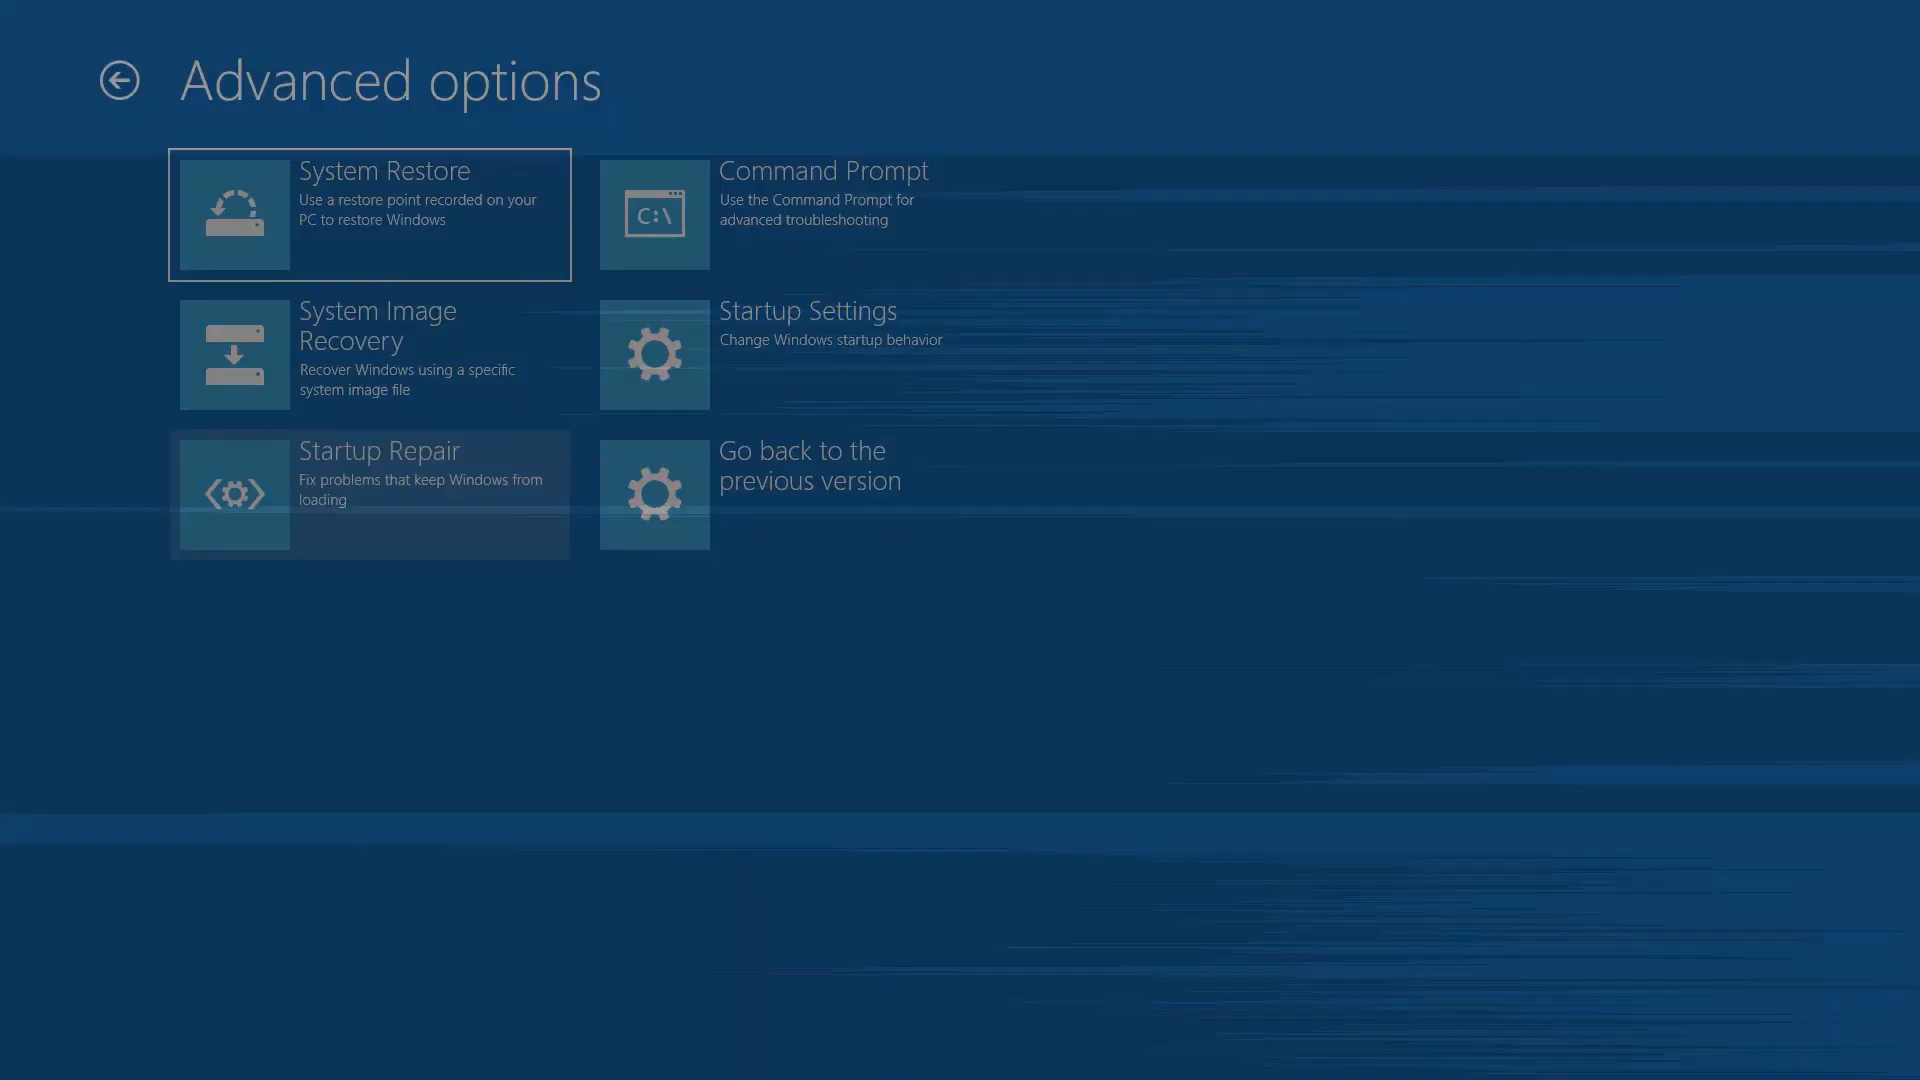 Advanced options
System Restore
Use a restore point recorded on your
PC to restore Windows
Command Prompt
Use the Command Prompt for
advanced troubleshooting
C:\
System Image
Recovery
Recover Windows using a specific
system image file
Startup Settings
Change Windows startup behavior
Startup Repair
Fix problems that keep Windows from
loading
Go back to the
previous version